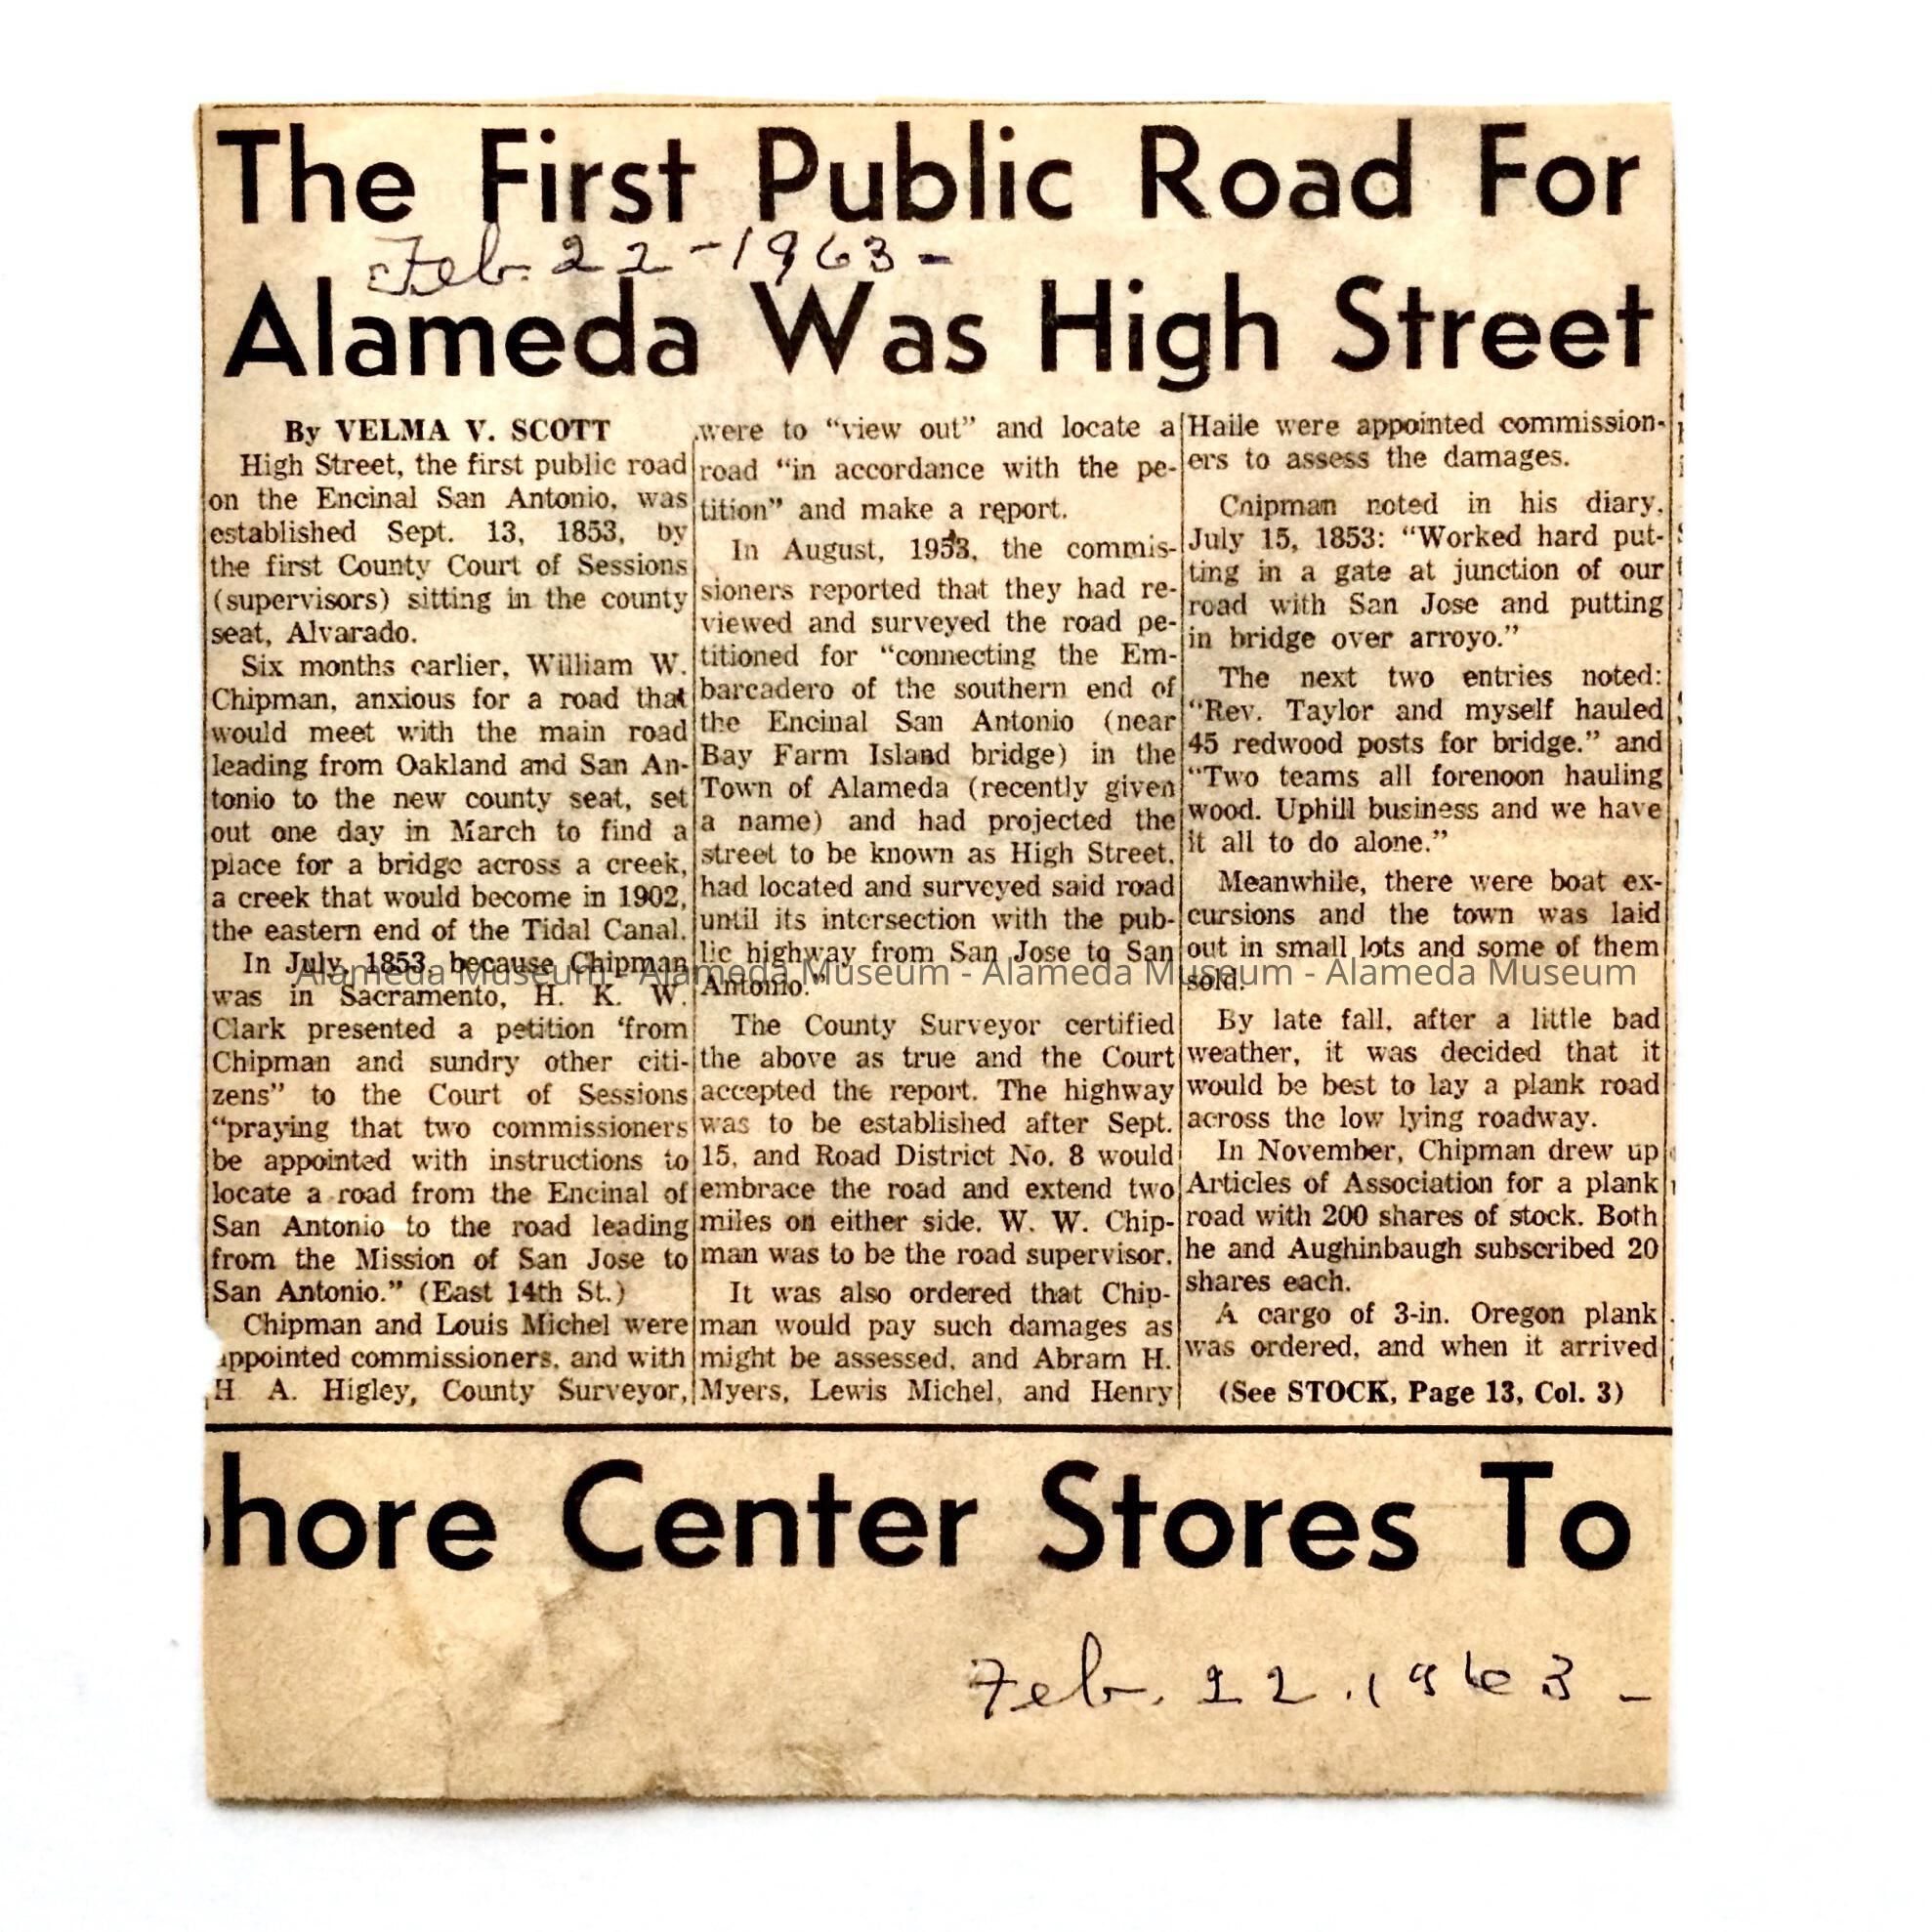 The First Public Road For
Feb. 22-1963-
Alameda Was High Street
By VELMA V. SCOTT
High Street, the first public road
on the Encinal San Antonio, was
established Sept. 13, 1853, by
the first County Court of Sessions
(supervisors) sitting in the county
seat, Alvarado.
Six months earlier, William W.
Chipman, anxious for a road that
would meet with the main road
leading from Oakland and San An-
tonio to the new county seat, set
out one day in March to find a
place for a bridge across a creek,
a creek that would become in 1902,
the eastern end of the Tidal Canal.
In July, 1853, because Chipman
was in Sacramento, H. K. W.
Clark presented a petition 'from
Chipman and sundry other citi-
zens" to the Court of Sessions
"praying that two commissioners
be appointed with instructions to
locate a road from the Encinal of
San Antonio to the road leading
from the Mission of San Jose to
San Antonio." (East 14th St.)
Chipman and Louis Michel were
appointed commissioners, and with
H. A. Higley, County Surveyor,
were to "view out" and locate a
road "in accordance with the pe-
tition" and make a report.
In August, 1953, the commis-
sioners reported that they had re-
viewed and surveyed the road pe-
titioned for "connecting the Em-
barcadero of the southern end of
the Encinal San Antonio (near
Bay Farm Island bridge) in the
Town of Alameda (recently given
a name) and had projected the
street to be known as High Street,
had located and surveyed said road
until its intersection with the pub-
lic highway from San Jose to San
Antonio."
The County Surveyor certified
the above as true and the Court
accepted the report. The highway
was to be established after Sept.
15, and Road District No. 8 would
embrace the road and extend two
miles on either side. W. W. Chip-
man was to be the road supervisor.
It was also ordered that Chip-
man would pay such damages as
might be assessed, and Abram H.
Myers, Lewis Michel, and Henry
Haile were appointed commission-
ers to assess the damages.
Chipman noted in his diary,
July 15, 1853: "Worked hard put-
ting in a gate at junction of our
road with San Jose and putting
in bridge over arroyo."
The next two entries noted:
"Rev. Taylor and myself hauled
45 redwood posts for bridge." and
"Two teams all forenoon hauling
wood. Uphill business and we have
it all to do alone."
Meanwhile, there were boat ex-
cursions and the town was laid
out in small lots and some of them
sold.
By late fall, after a little bad
weather, it was decided that it
would be best to lay a plank road
across the low lying roadway.
In November, Chipman drew up
Articles of Association for a plank
road with 200 shares of stock. Both
he and Aughinbaugh subscribed 20
shares each.
A cargo of 3-in. Oregon plank
was ordered, and when it arrived
(See STOCK, Page 13, Col. 3)
Alameda Museum - Alameda Museum - Alameda Museum - Alameda Museum
hore Center Stores To
Feb. 22.1963-